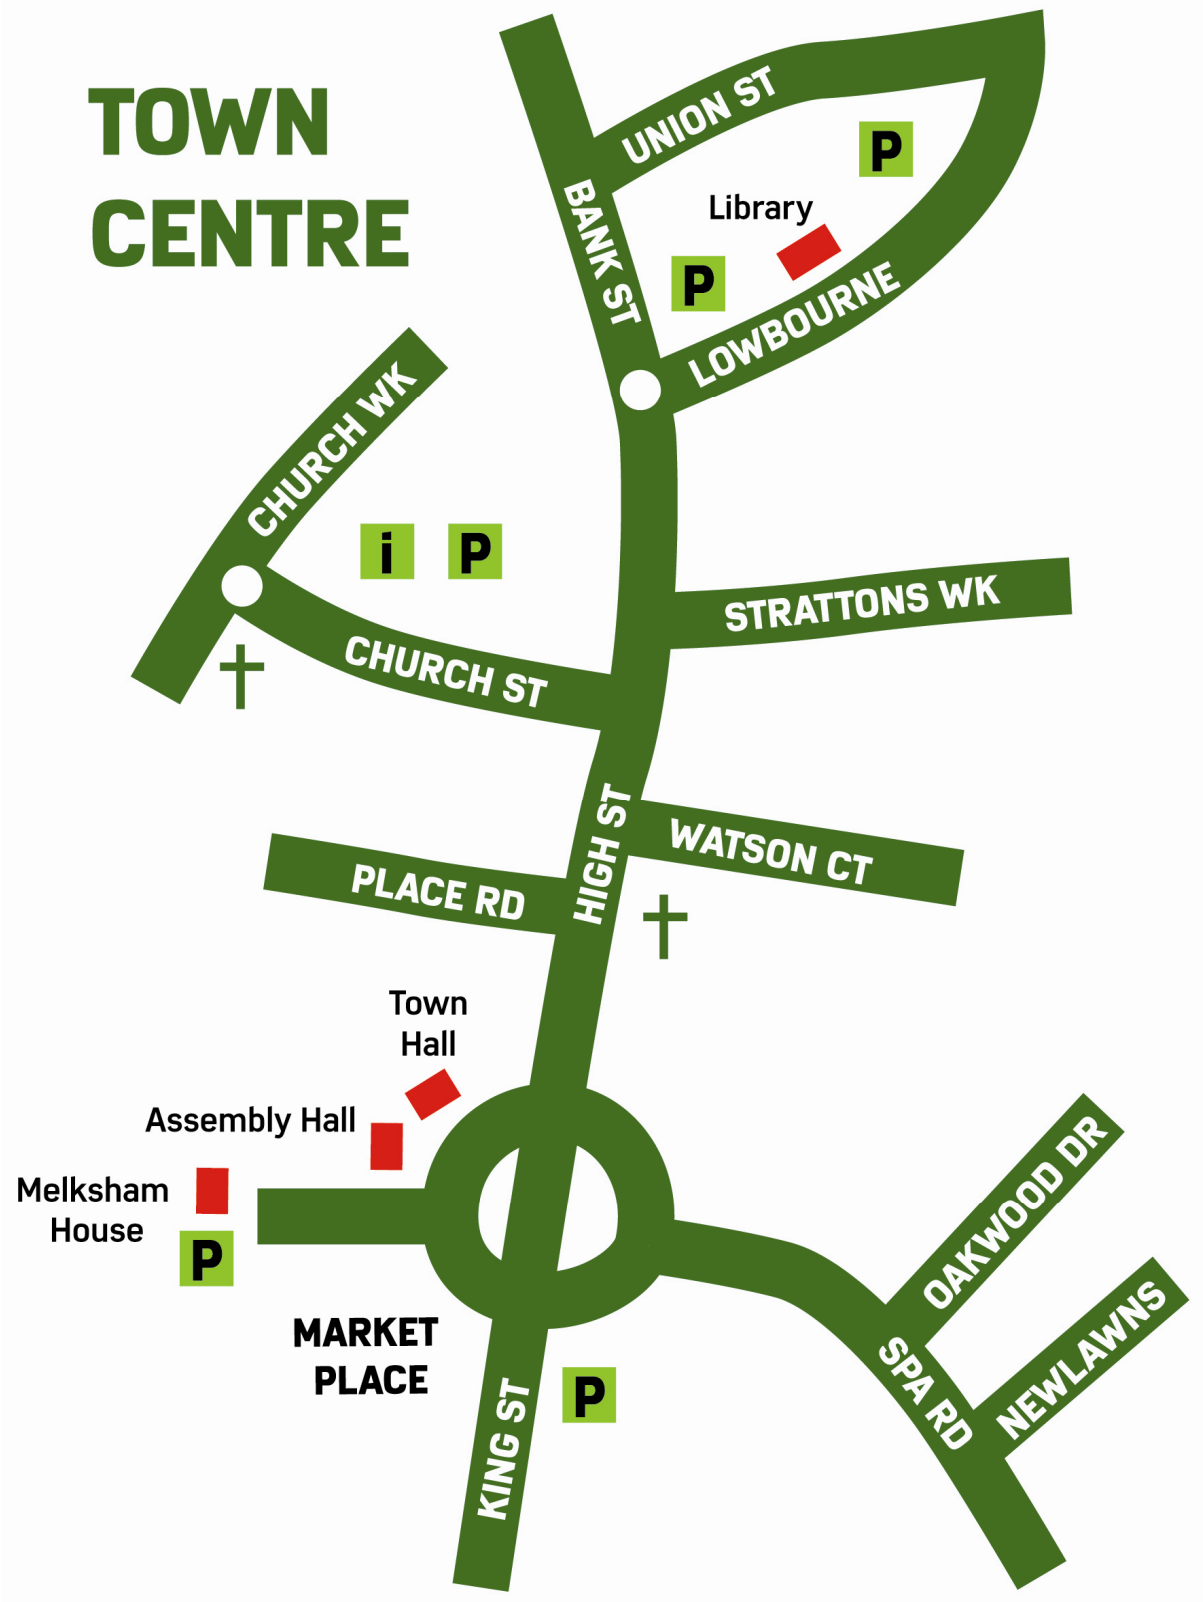 TOWN
CENTRE
UNION ST
P
Library
BANK ST
P
LOWBOURNE
CHURCH WK
i
P
STRATTONS WK
CHURCH ST
HIGH ST
WATSON CT
PLACE RD
Town
Hall
Assembly Hall
Melksham
House
P
OAKWOOD DR
NEWLAWNS
SPA RD
MARKET
PLACE
P
KING ST